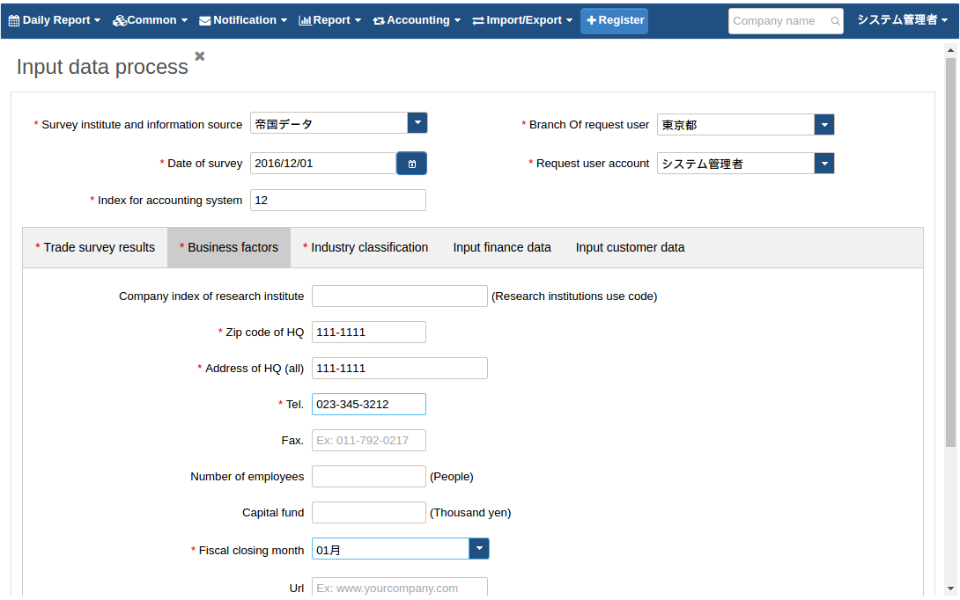 Daily Report Common Notification Report Accounting Import/Export Register Company name システム管理者
Input data process
* Survey institute and information source 帝国データ * Branch Of request user 東京都
* Date of survey 2016/12/01 * Request user account システム管理者
* Index for accounting system 12
* Trade survey results * Business factors * Industry classification Input finance data Input customer data
Company index of research institute (Research institutions use code)
* Zip code of HQ 111-1111
* Address of HQ (all) 111-1111
* Tel. 023-345-3212
Fax. Ex: 011-792-0217
Number of employees (People)
Capital fund (Thousand yen)
* Fiscal closing month 01月
Url Ex: www.yourcompany.com